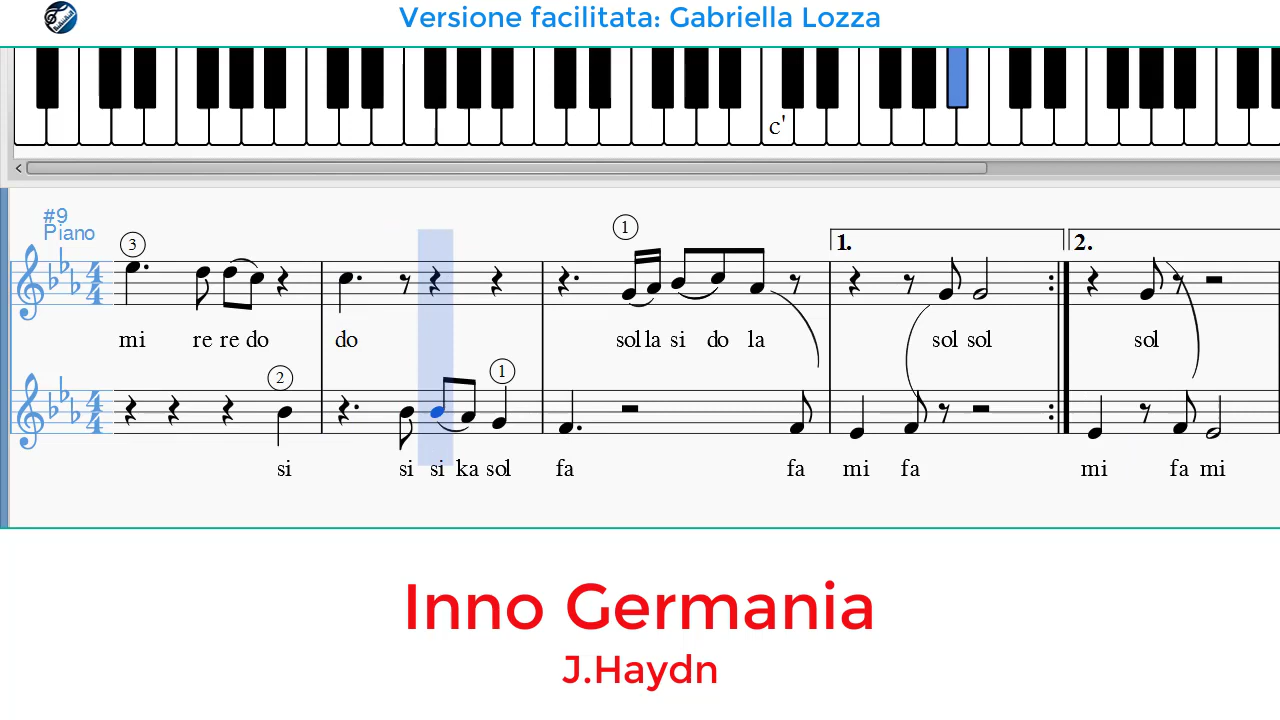 Versione facilitata: Gabriella Lozza
c'
#9
Piano
3
1
1.
2.
mi re re do do sol la si do la sol sol sol
2
1
si si si ka sol fa fa mi fa mi fa mi
Inno Germania
J.Haydn